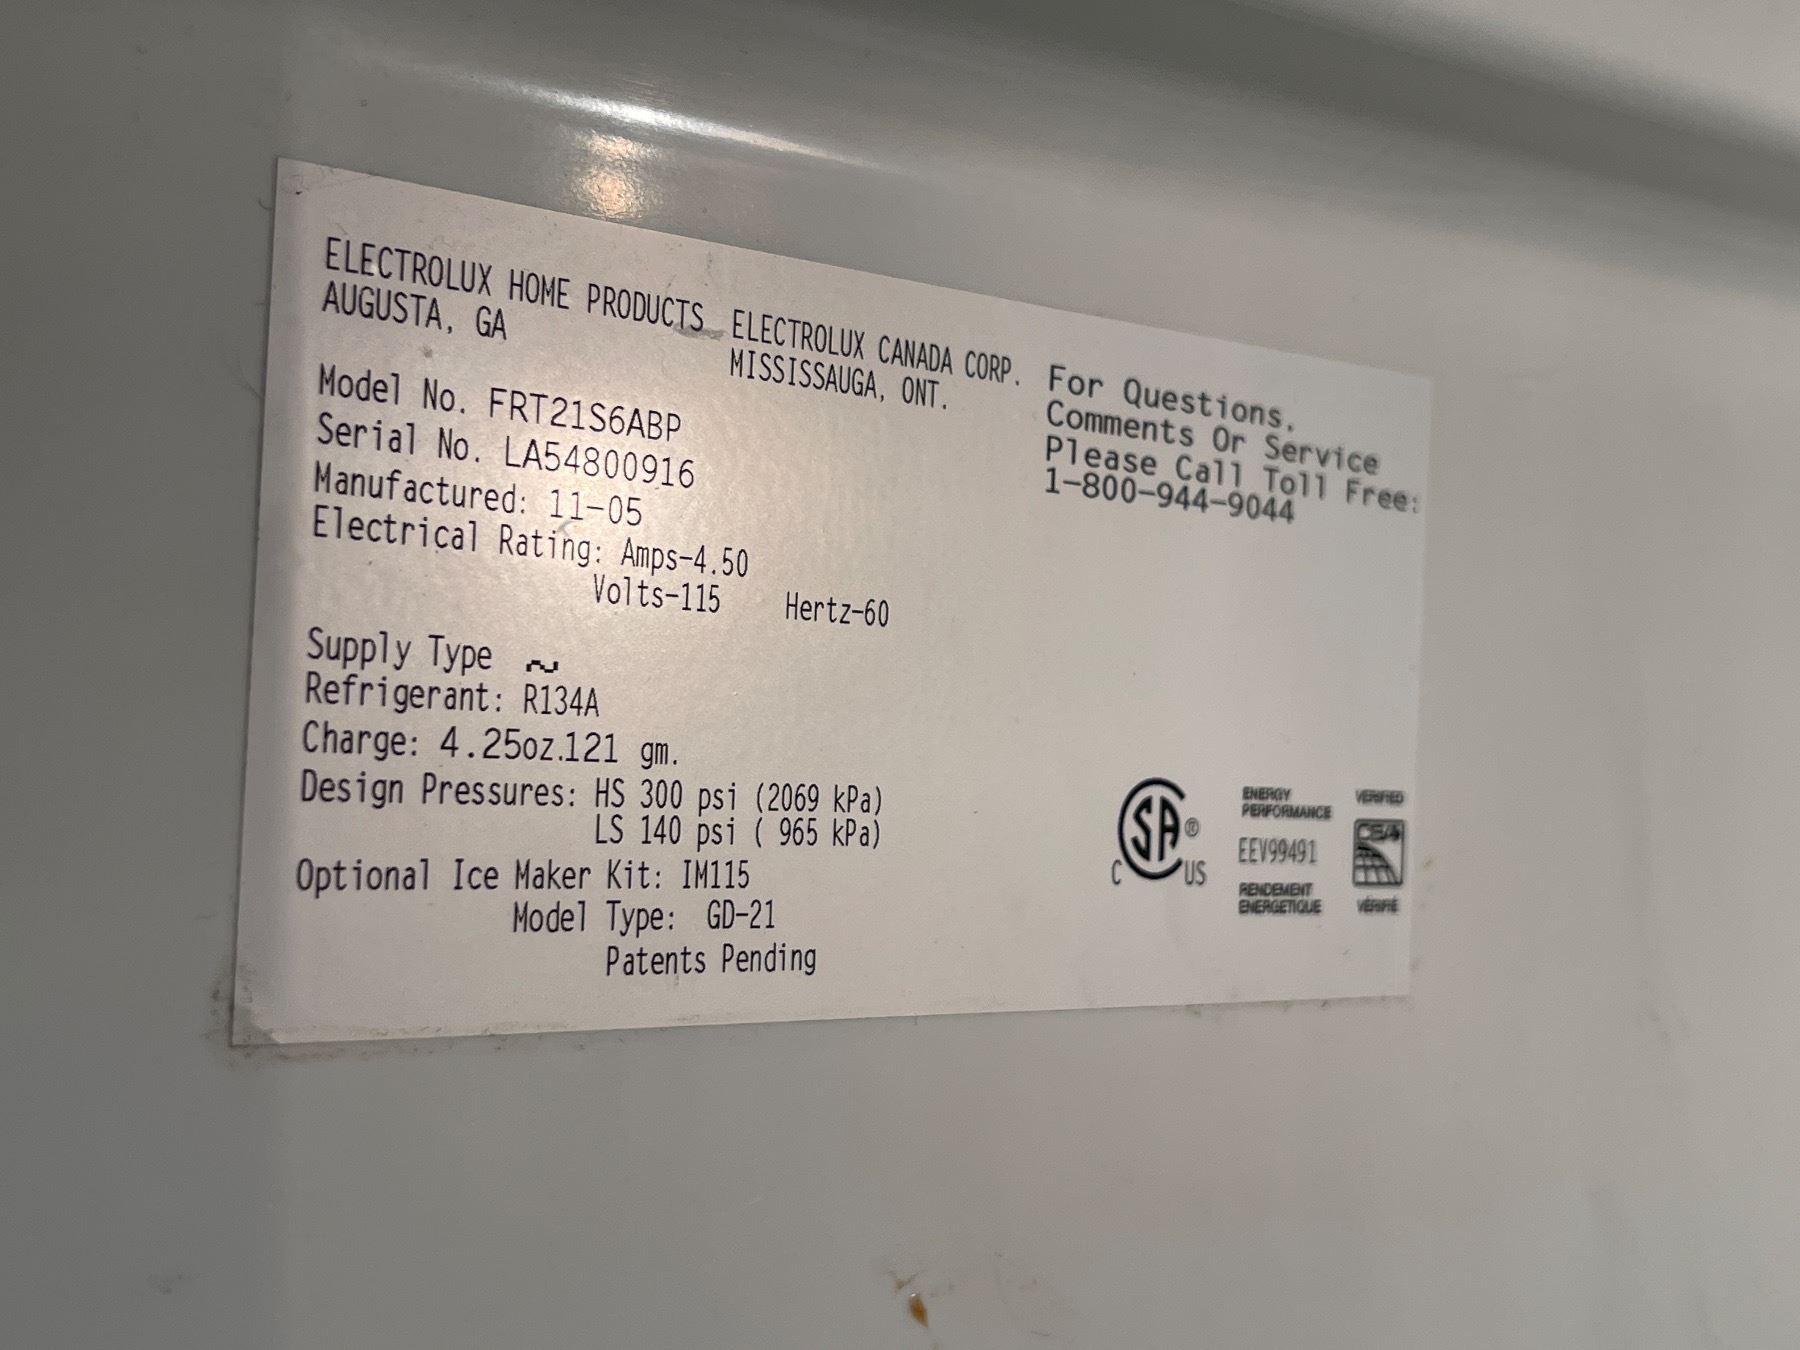 ELECTROLUX HOME PRODUCTS
AUGUSTA, GA
ELECTROLUX CANADA CORP.
MISSISSAUGA, ONT.
For Questions,
Comments Or Service
Please Call Toll Free:
1-800-944-9044
Model No. FRT21S6ABP
Serial No. LA54800916
Manufactured: 11-05
Electrical Rating: Amps-4.50
Volts-115 Hertz-60
Supply Type ~
Refrigerant: R134A
Charge: 4.25oz.121 gm.
Design Pressures: HS 300 psi (2069 kPa)
LS 140 psi ( 965 kPa)
Optional Ice Maker Kit: IM115
Model Type: GD-21
Patents Pending
C SA ® US
ENERGY
PERFORMANCE
EEV99491
RENDEMENT
ENERGETIQUE
VERIFIED
CSA
VÉRIFIÉ